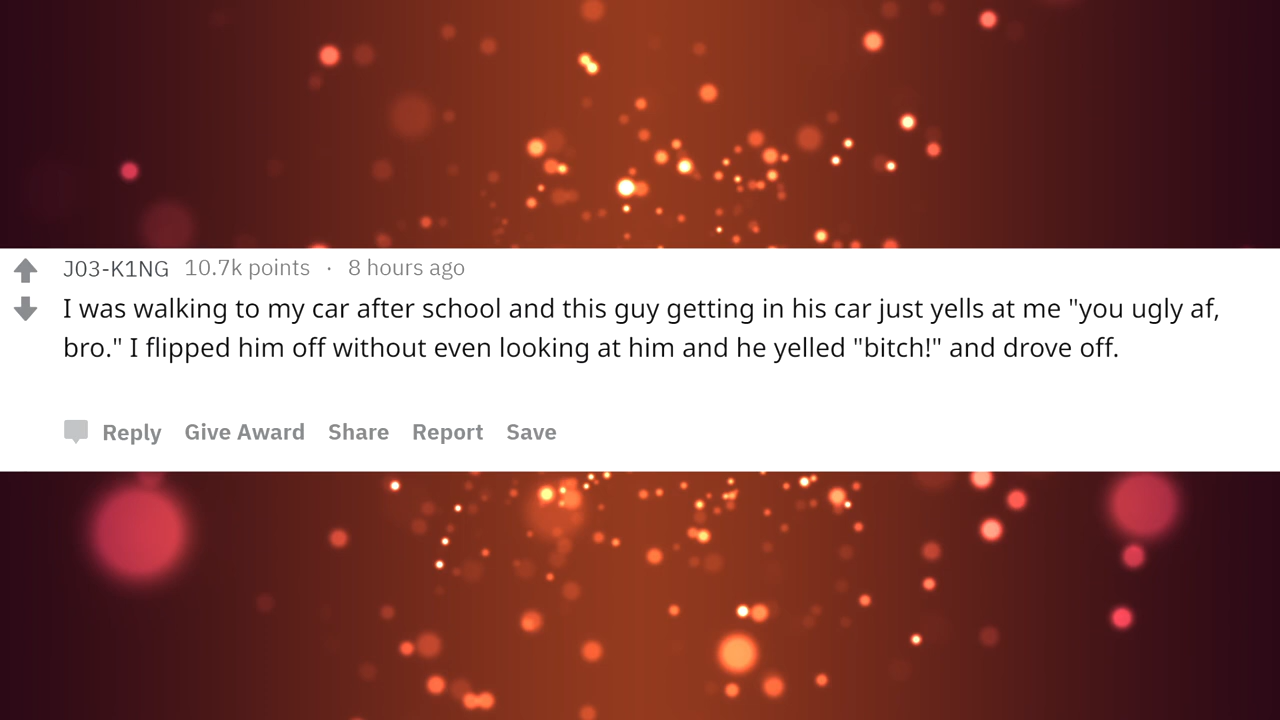 J03-K1NG 10.7k points · 8 hours ago
I was walking to my car after school and this guy getting in his car just yells at me "you ugly af,
bro." I flipped him off without even looking at him and he yelled "bitch!" and drove off.
Reply Give Award Share Report Save